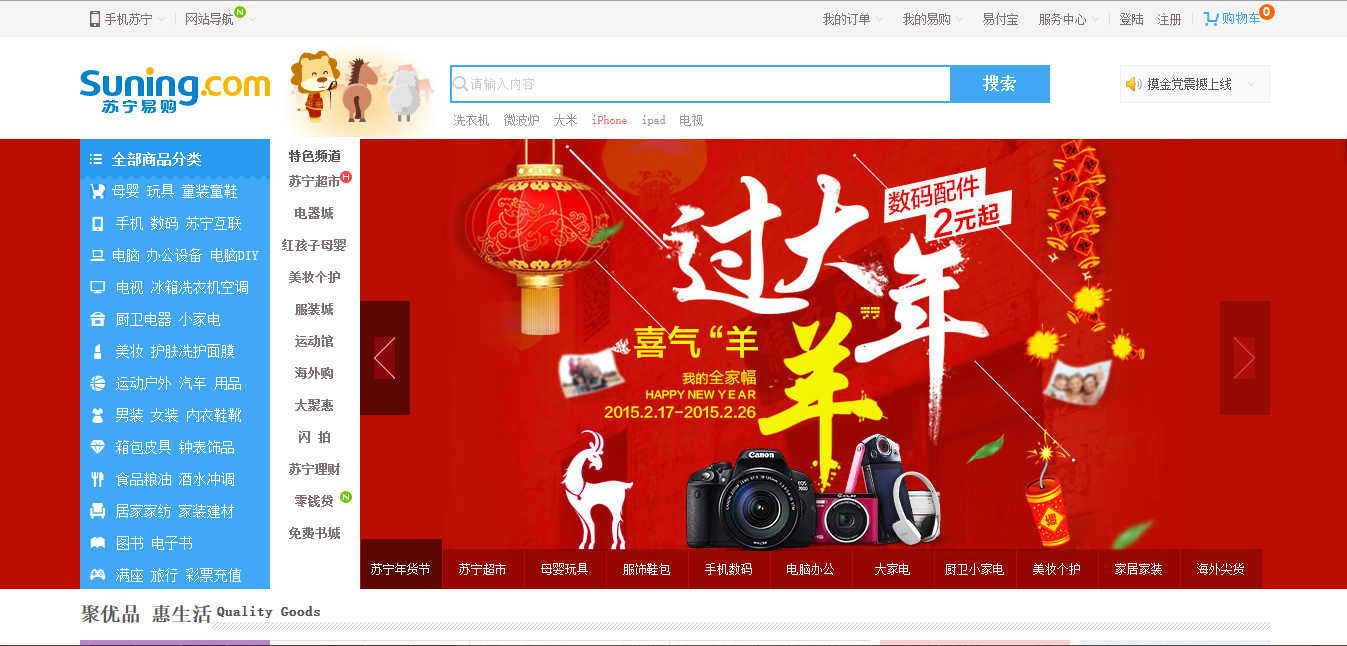 手机苏宁 网站导航 N 我的订单 我的易购 易付宝 服务中心 登陆 注册 购物车 0
Suning.com
苏宁易购
请输入内容 搜索
摸金党震撼上线
洗衣机 微波炉 大米 iPhone ipad 电视
全部商品分类
母婴 玩具 童装童鞋
手机 数码 苏宁互联
电脑 办公设备 电脑DIY
电视 冰箱洗衣机空调
厨卫电器 小家电
美妆 护肤洗护面膜
运动户外 汽车 用品
男装 女装 内衣鞋靴
箱包皮具 钟表饰品
食品粮油 酒水冲调
居家家纺 家装建材
图书 电子书
满座 旅行 彩票充值
特色频道
苏宁超市 H
电器城
红孩子母婴
美妆个护
服装城
运动馆
海外购
大聚惠
闪 拍
苏宁理财
零钱贷 N
免费书城
过大年
数码配件
2元起
喜气“羊羊”
我的全家幅
HAPPY NEW YEAR
2015.2.17-2015.2.26
Canon
苏宁年货节 苏宁超市 母婴玩具 服饰鞋包 手机数码 电脑办公 大家电 厨卫小家电 美妆个护 家居家装 海外尖货
聚优品 惠生活 Quality Goods